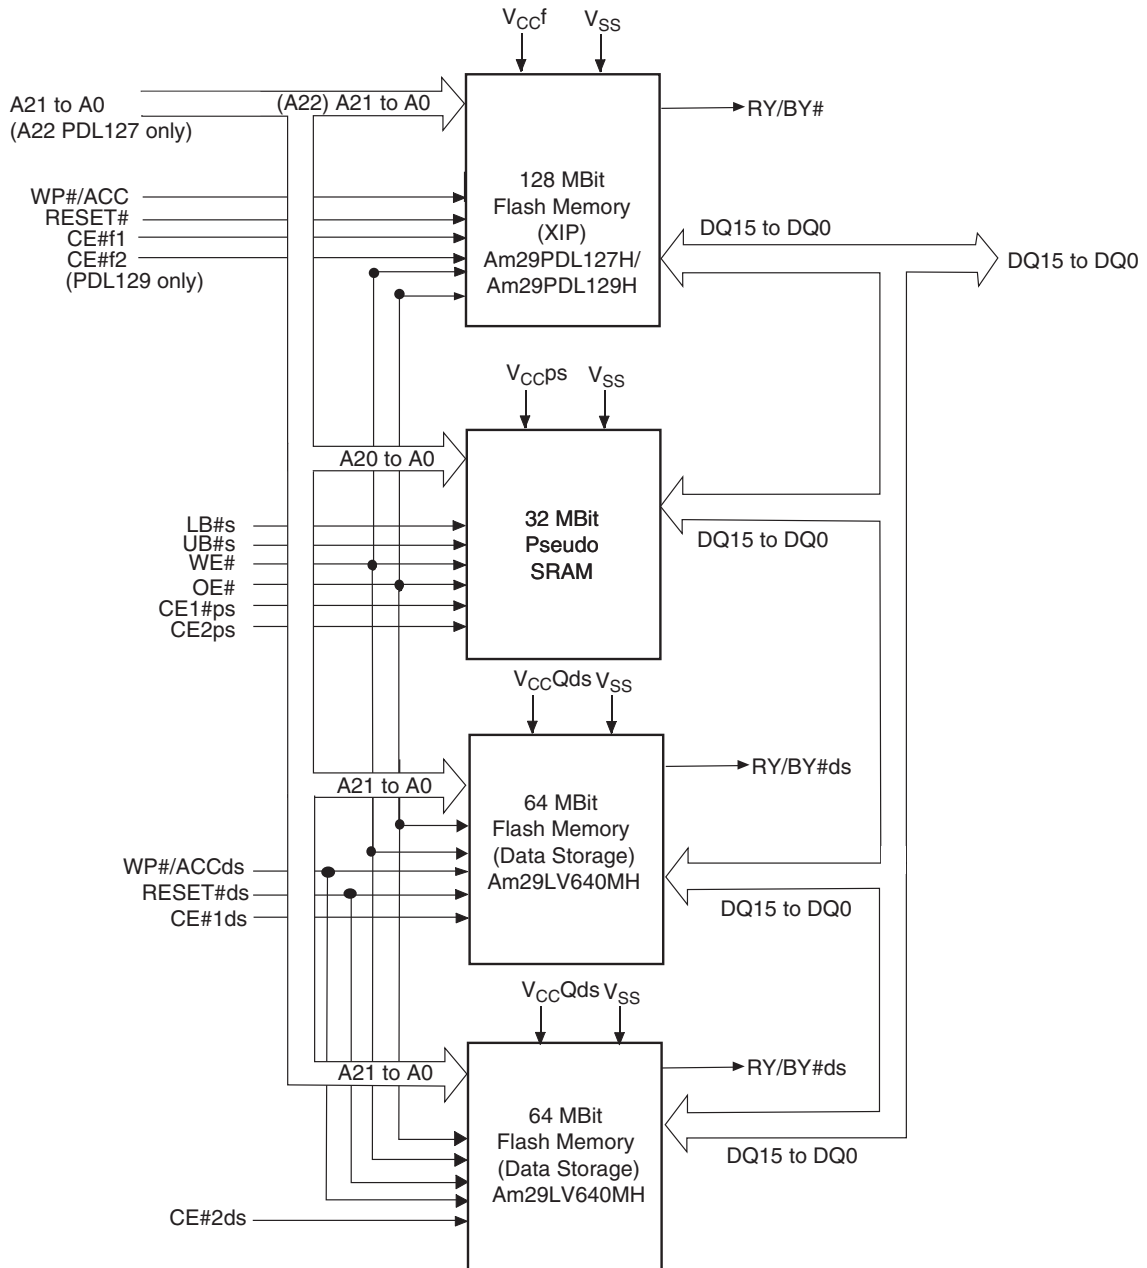 VCCf VSS
A21 to A0
(A22 PDL127 only)
(A22) A21 to A0
RY/BY#
WP#/ACC
RESET#
CE#f1
CE#f2
(PDL129 only)
128 MBit
Flash Memory
(XIP)
Am29PDL127H/
Am29PDL129H
DQ15 to DQ0
DQ15 to DQ0
VCCps VSS
A20 to A0
LB#s
UB#s
WE#
OE#
CE1#ps
CE2ps
32 MBit
Pseudo
SRAM
DQ15 to DQ0
VCCQds VSS
A21 to A0
RY/BY#ds
64 MBit
Flash Memory
(Data Storage)
Am29LV640MH
WP#/ACCds
RESET#ds
CE#1ds
DQ15 to DQ0
VCCQds VSS
A21 to A0
RY/BY#ds
64 MBit
Flash Memory
(Data Storage)
Am29LV640MH
DQ15 to DQ0
CE#2ds